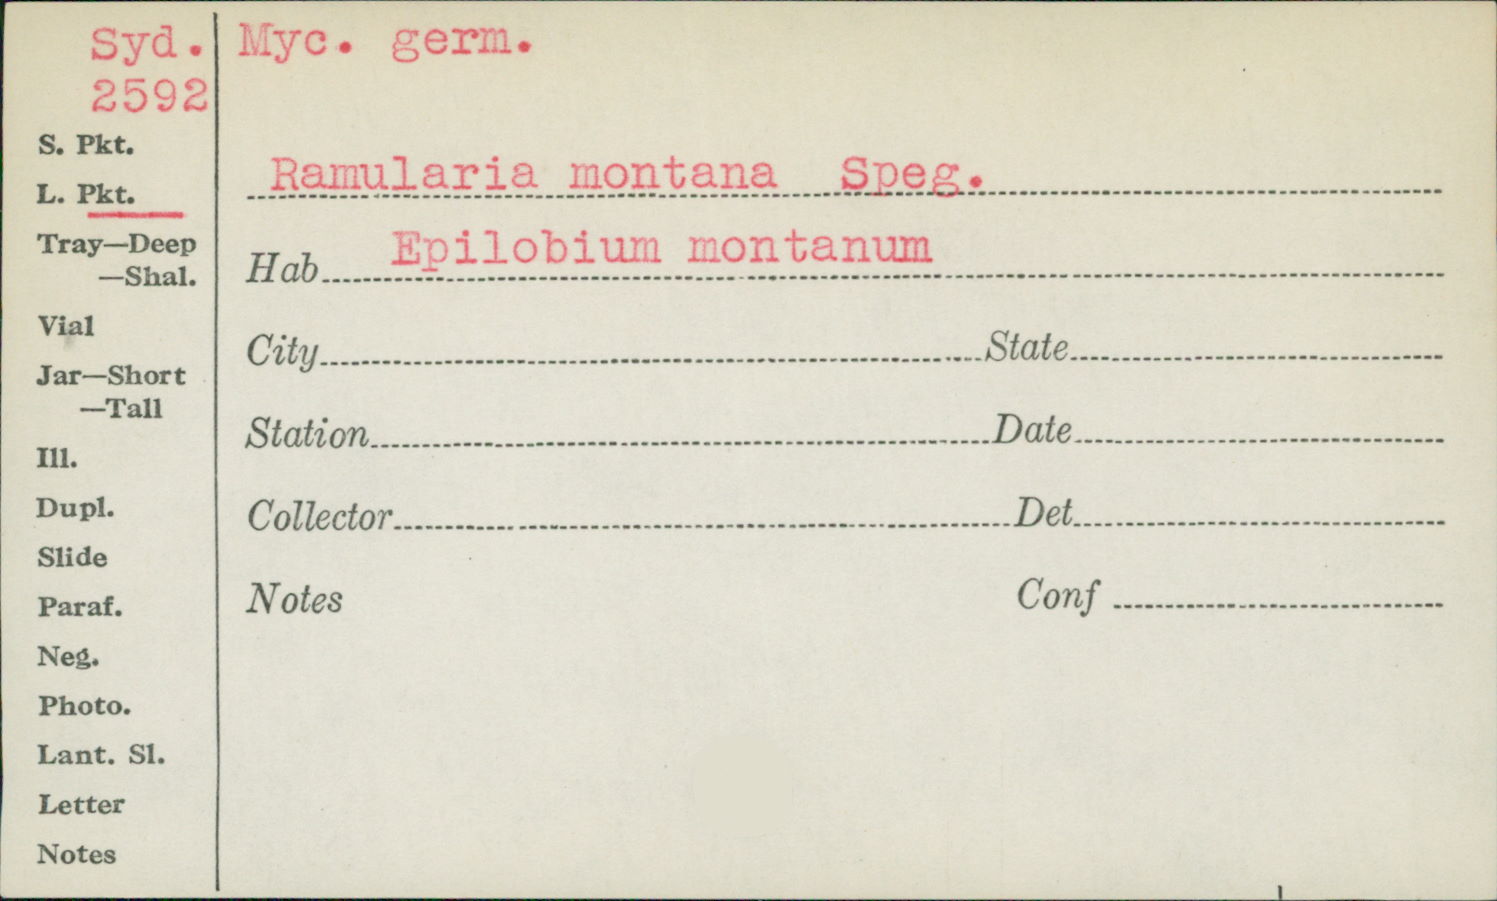 Syd. Myc. germ.
2592
S. Pkt.
L. Pkt.
Tray—Deep
—Shal.
Vial
Jar—Short
—Tall
Ill.
Dupl.
Slide
Paraf.
Neg.
Photo.
Lant. Sl.
Letter
Notes
Ramularia montana Speg.
Hab Epilobium montanum
City State
Station Date
Collector Det
Notes Conf